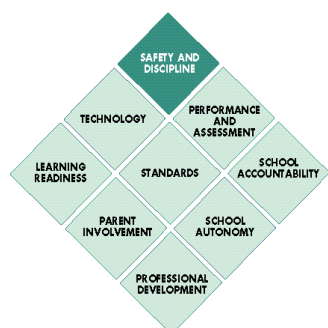 SAFETY AND
DISCIPLINE
TECHNOLOGY
PERFORMANCE
AND
ASSESSMENT
LEARNING
READINESS
STANDARDS
SCHOOL
ACCOUNTABILITY
PARENT
INVOLVEMENT
SCHOOL
AUTONOMY
PROFESSIONAL
DEVELOPMENT